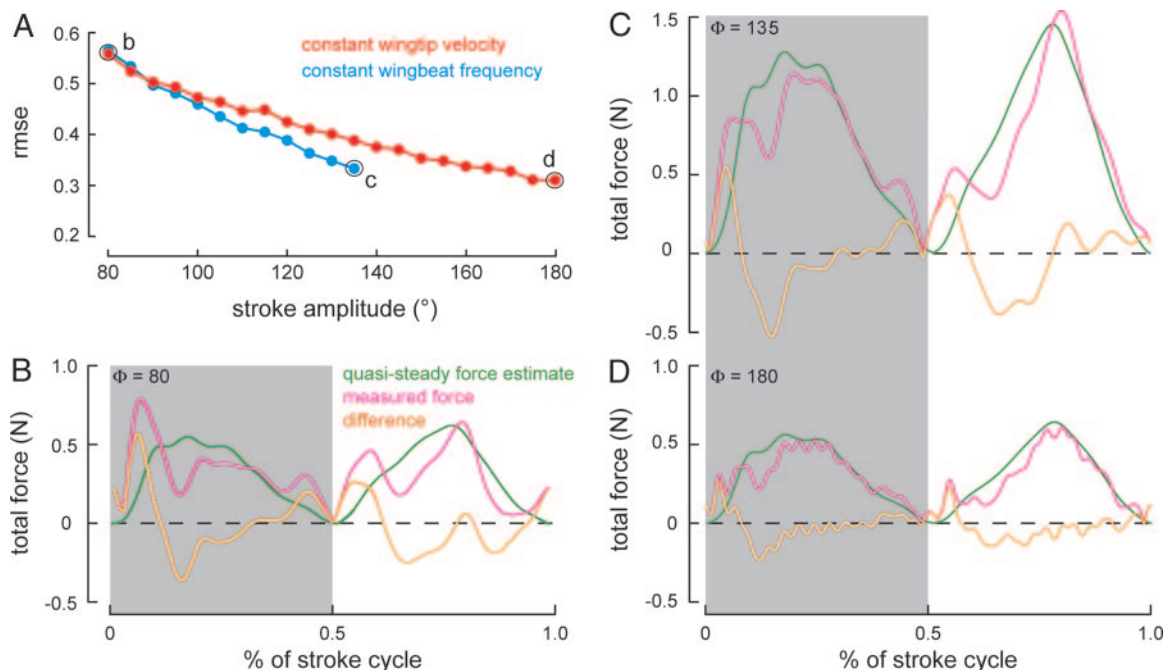 A
0.6
0.5
0.4
0.3
0.2
rmse
b
c
d
constant wingtip velocity
constant wingbeat frequency
80
100
120
140
160
180
stroke amplitude (°)
B
1.0
0.5
0
-0.5
total force (N)
Φ = 80
quasi-steady force estimate
measured force
difference
0
0.5
1.0
% of stroke cycle
C
1.5
1.0
0.5
0
-0.5
total force (N)
Φ = 135
D
1.0
0.5
0
-0.5
total force (N)
Φ = 180
0
0.5
1.0
% of stroke cycle